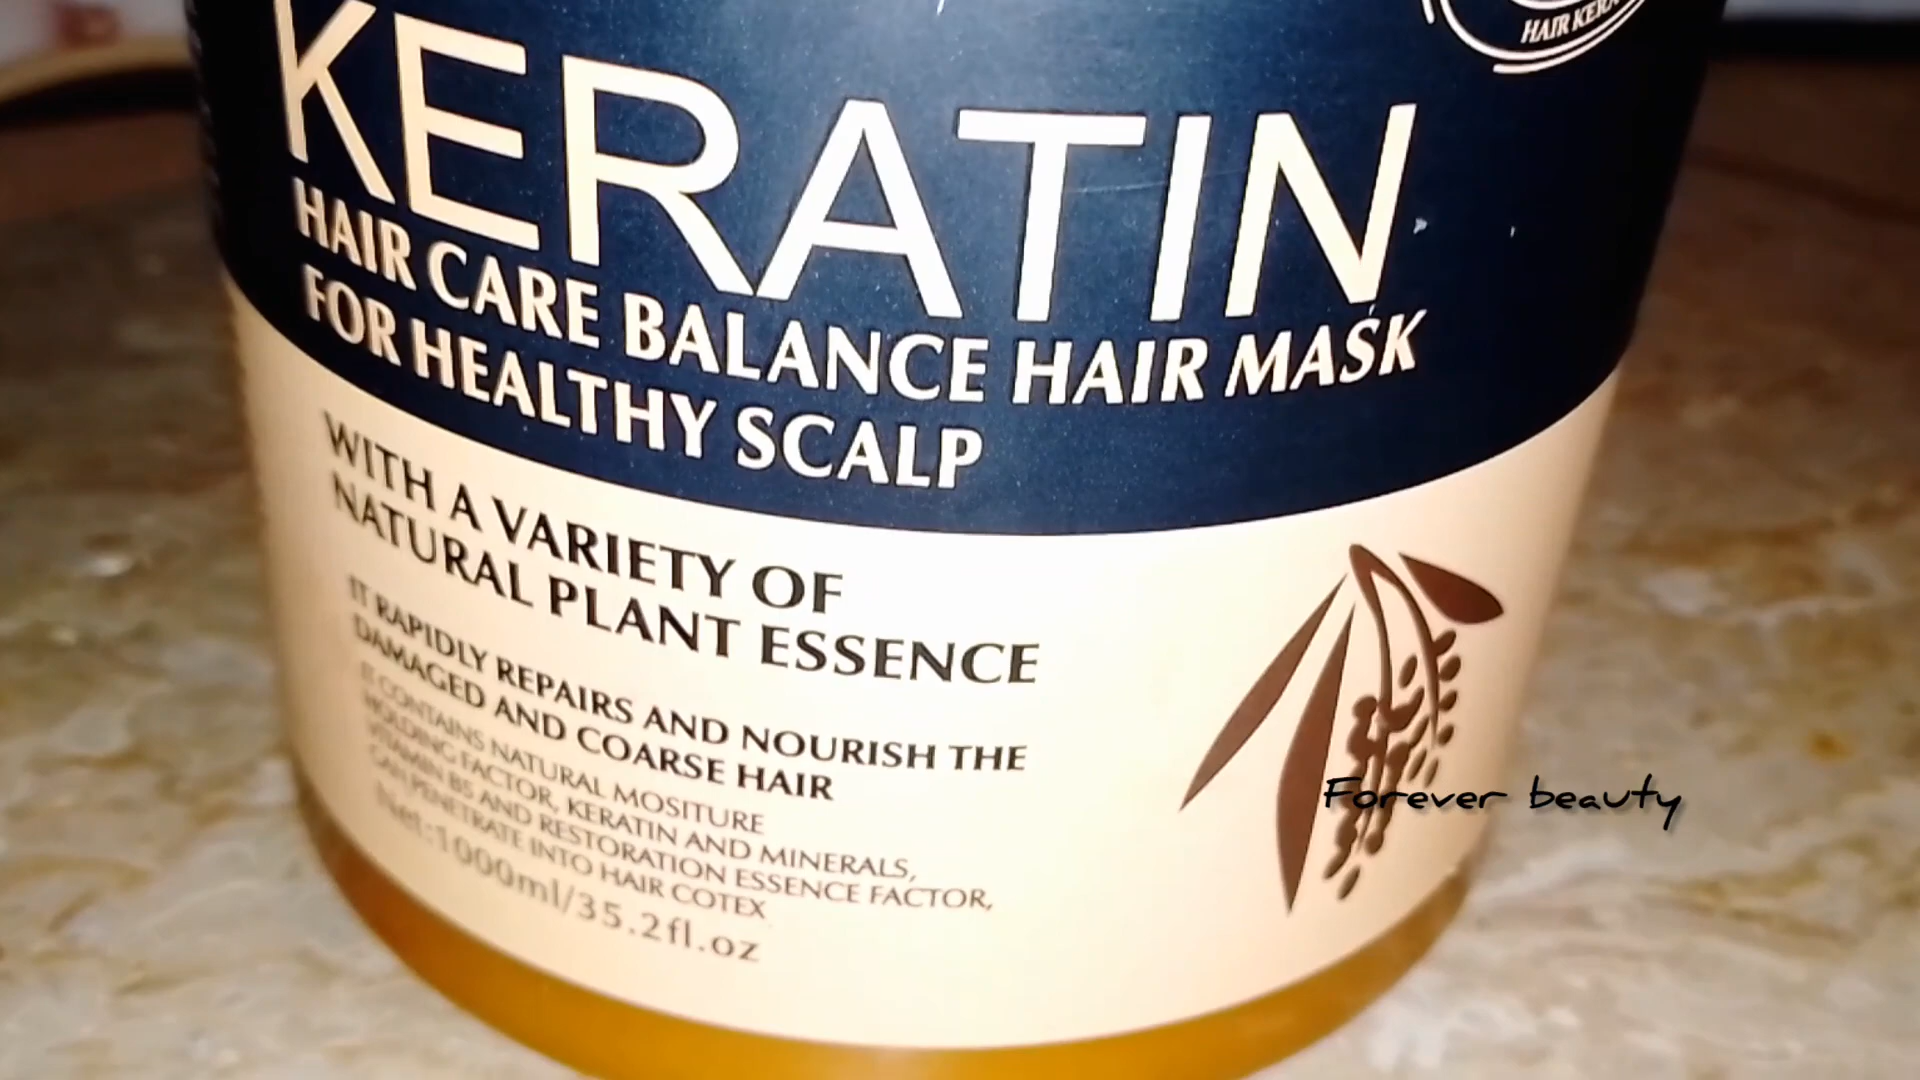 HAIR KERA
KERATIN
HAIR CARE BALANCE HAIR MASK
FOR HEALTHY SCALP
WITH A VARIETY OF
NATURAL PLANT ESSENCE
IT RAPIDLY REPAIRS AND NOURISH THE
DAMAGED AND COARSE HAIR
IT CONTAINS NATURAL MOSITURE
HOLDING FACTOR, KERATIN AND MINERALS,
VITAMIN B5 AND RESTORATION ESSENCE FACTOR,
CAN PENETRATE INTO HAIR COTEX
Net:1000ml/35.2fl.oz
Forever beauty